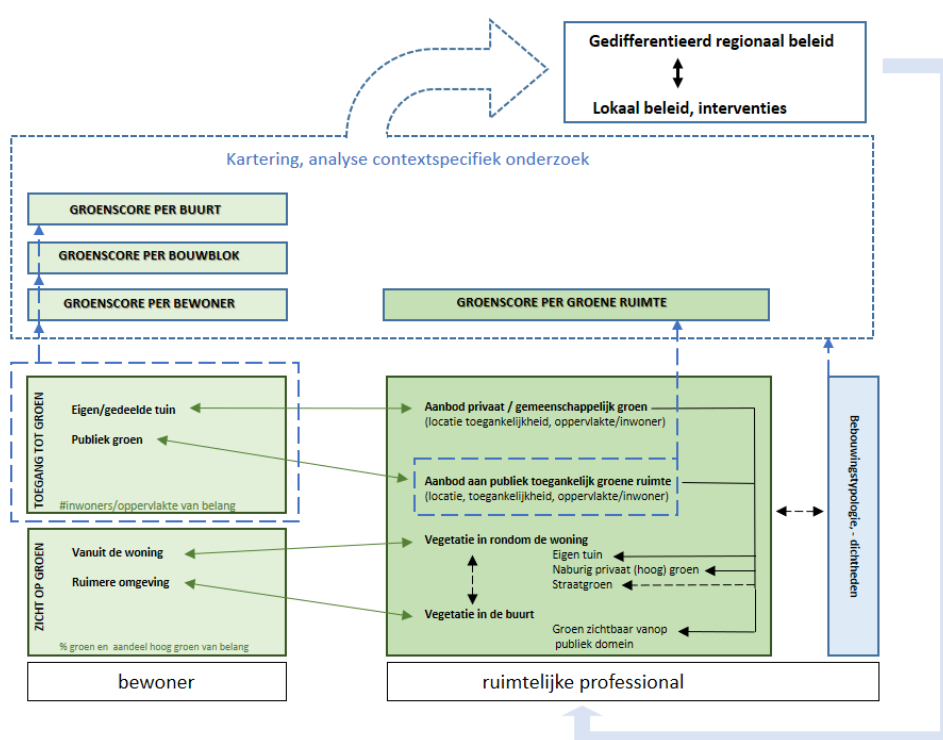 Gedifferentieerd regionaal beleid
Lokaal beleid, interventies
Kartering, analyse contextspecifiek onderzoek
GROENSCORE PER BUURT
GROENSCORE PER BOUWBLOK
GROENSCORE PER BEWONER
GROENSCORE PER GROENE RUIMTE
TOEGANG TOT GROEN
Eigen/gedeelde tuin
Publiek groen
#inwoners/oppervlakte van belang
Aanbod privaat / gemeenschappelijk groen
(locatie toegankelijkheid, oppervlakte/inwoner)
Aanbod aan publiek toegankelijk groene ruimte
(locatie, toegankelijkheid, oppervlakte/inwoner)
ZICHT OP GROEN
Vanuit de woning
Ruimere omgeving
% groen en aandeel hoog groen van belang
Vegetatie in rondom de woning
Eigen tuin
Naburig privaat (hoog) groen
Straatgroen
Vegetatie in de buurt
Groen zichtbaar vanop
publiek domein
Bebouwingstypologie, - dichtheden
bewoner
ruimtelijke professional